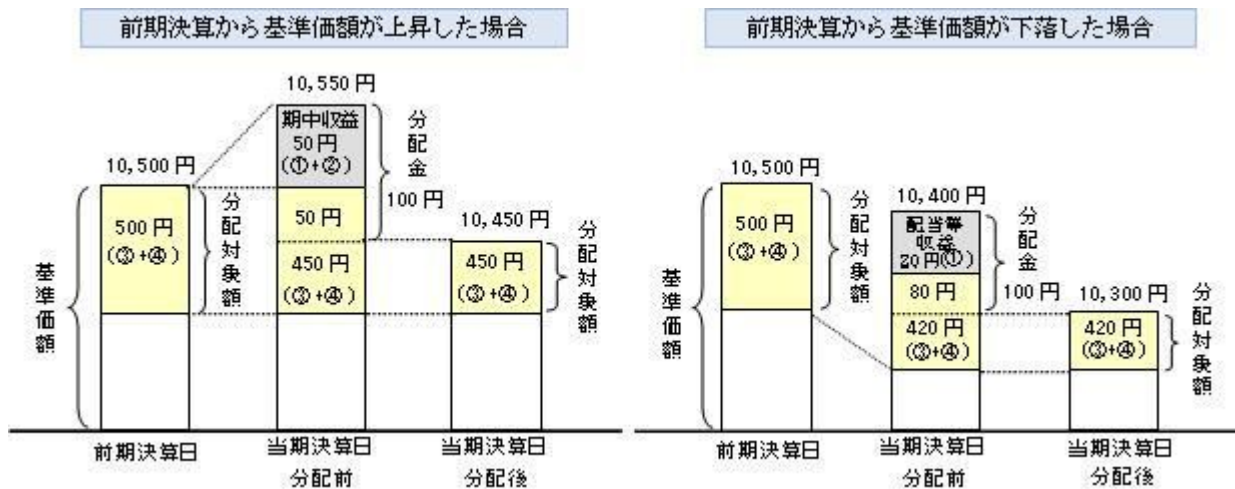 前期決算から基準価額が上昇した場合
10,550円
期中収益
50円
(①+②)
分配金
10,500円
500円
(③+④)
分配対象額
50円
100円
10,450円
450円
(③+④)
450円
(③+④)
分配対象額
基準価額
前期決算日
当期決算日
分配前
当期決算日
分配後
前期決算から基準価額が下落した場合
10,500円
500円
(③+④)
分配対象額
10,400円
配当等
収益
20円(①)
分配金
80円
100円
10,300円
420円
(③+④)
420円
(③+④)
分配対象額
基準価額
前期決算日
当期決算日
分配前
当期決算日
分配後